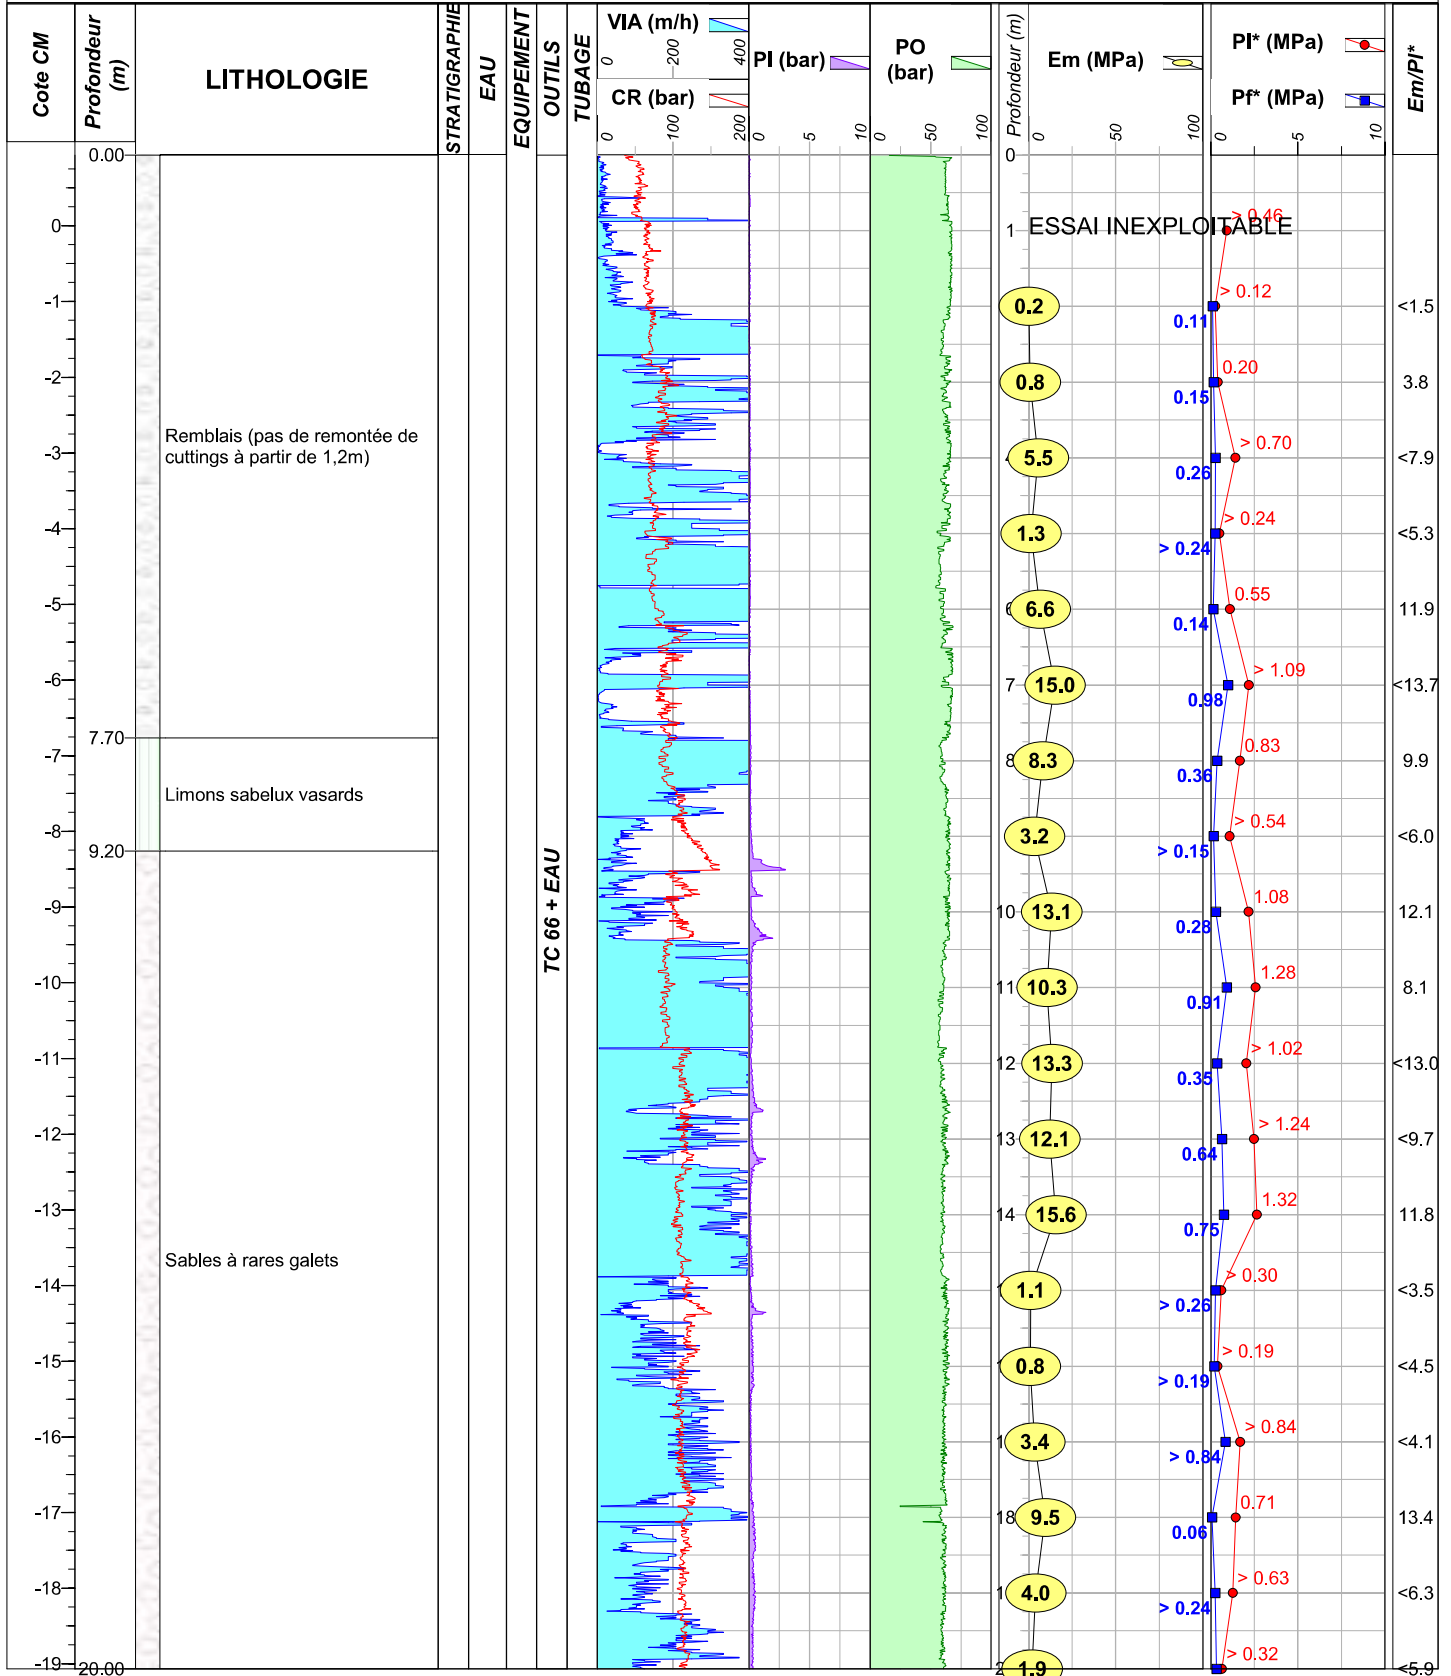 Cote CM
Profondeur (m)
LITHOLOGIE
STRATIGRAPHIE
EAU
EQUIPEMENT
OUTILS
TUBAGE
VIA (m/h)
0 200 400
CR (bar)
0 100 200
PI (bar)
0 5 10
PO (bar)
0 50 100
Profondeur (m)
Em (MPa)
0 50 100
Pl* (MPa)
Pf* (MPa)
0 5 10
Em/Pl*
0.00
0
ESSAI INEXPLOITABLE
0 1 > 0.46
-1 0.2 0.11 > 0.12 <1.5
-2 0.8 0.15 0.20 3.8
Remblais (pas de remontée de
cuttings à partir de 1,2m)
-3 5.5 0.26 > 0.70 <7.9
-4 1.3 > 0.24 > 0.24 <5.3
-5 6.6 0.14 0.55 11.9
-6 7 15.0 0.98 > 1.09 <13.7
7.70
-7 8 8.3 0.36 0.83 9.9
Limons sabelux vasards
-8 3.2 > 0.15 > 0.54 <6.0
9.20
TC 66 + EAU
-9 10 13.1 0.28 1.08 12.1
-10 11 10.3 0.91 1.28 8.1
-11 12 13.3 0.35 > 1.02 <13.0
-12 13 12.1 0.64 > 1.24 <9.7
-13 14 15.6 0.75 1.32 11.8
Sables à rares galets
-14 1.1 > 0.26 > 0.30 <3.5
-15 0.8 > 0.19 > 0.19 <4.5
-16 3.4 > 0.84 > 0.84 <4.1
-17 18 9.5 0.06 0.71 13.4
-18 4.0 > 0.24 > 0.63 <6.3
-19 20.00 1.9 > 0.32 <5.9